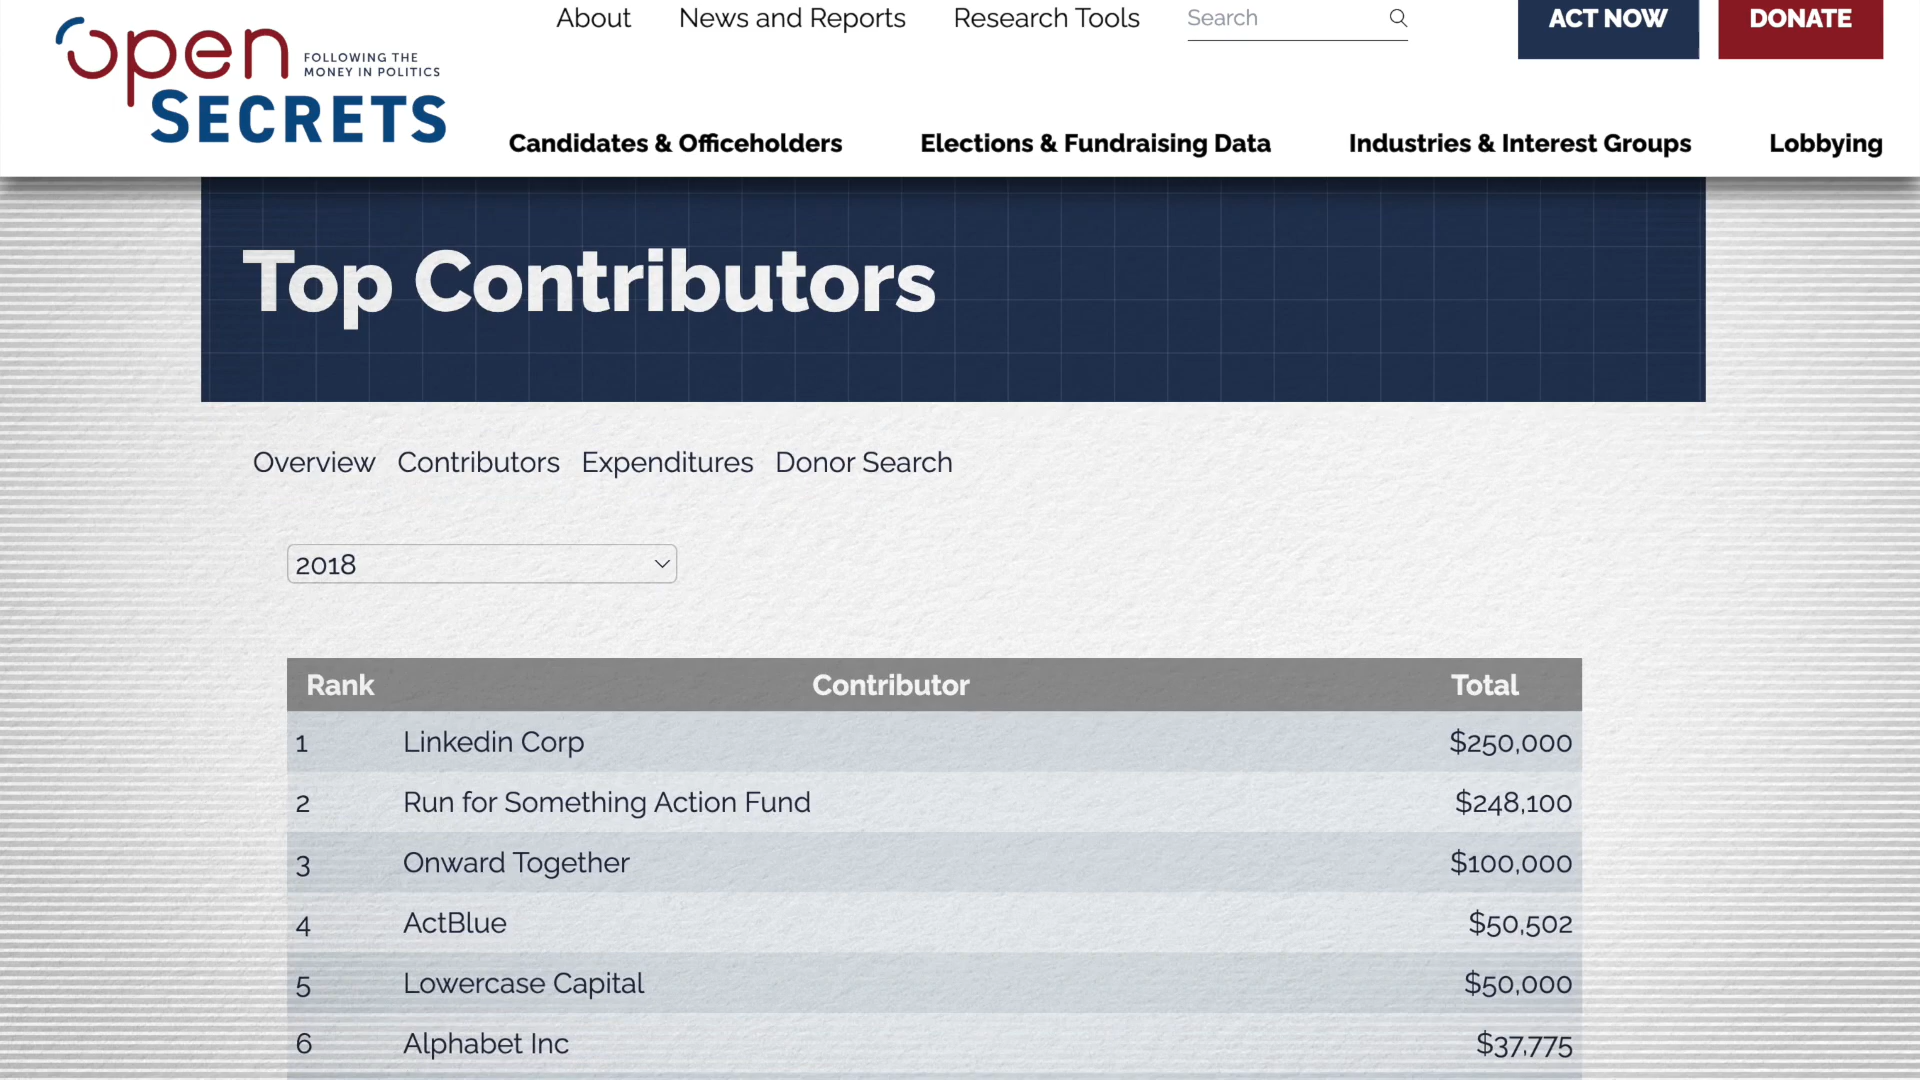 About News and Reports Research Tools Search ACT NOW DONATE
open
FOLLOWING THE
MONEY IN POLITICS
SECRETS
Candidates & Officeholders Elections & Fundraising Data Industries & Interest Groups Lobbying
Top Contributors
Overview Contributors Expenditures Donor Search
2018
Rank Contributor Total
1 Linkedin Corp $250,000
2 Run for Something Action Fund $248,100
3 Onward Together $100,000
4 ActBlue $50,502
5 Lowercase Capital $50,000
6 Alphabet Inc $37,775